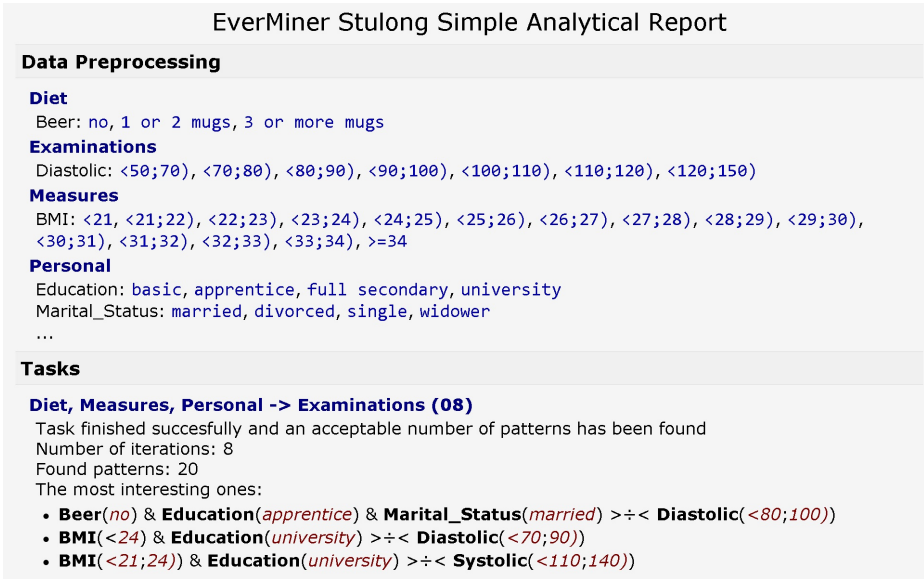 EverMiner Stulong Simple Analytical Report
Data Preprocessing
Diet
Beer: no, 1 or 2 mugs, 3 or more mugs
Examinations
Diastolic: <50;70), <70;80), <80;90), <90;100), <100;110), <110;120), <120;150)
Measures
BMI: <21, <21;22), <22;23), <23;24), <24;25), <25;26), <26;27), <27;28), <28;29), <29;30),
<30;31), <31;32), <32;33), <33;34), >=34
Personal
Education: basic, apprentice, full secondary, university
Marital_Status: married, divorced, single, widower
...
Tasks
Diet, Measures, Personal -> Examinations (08)
Task finished succesfully and an acceptable number of patterns has been found
Number of iterations: 8
Found patterns: 20
The most interesting ones:
• Beer(no) & Education(apprentice) & Marital_Status(married) >÷< Diastolic(<80;100))
• BMI(<24) & Education(university) >÷< Diastolic(<70;90))
• BMI(<21;24)) & Education(university) >÷< Systolic(<110;140))